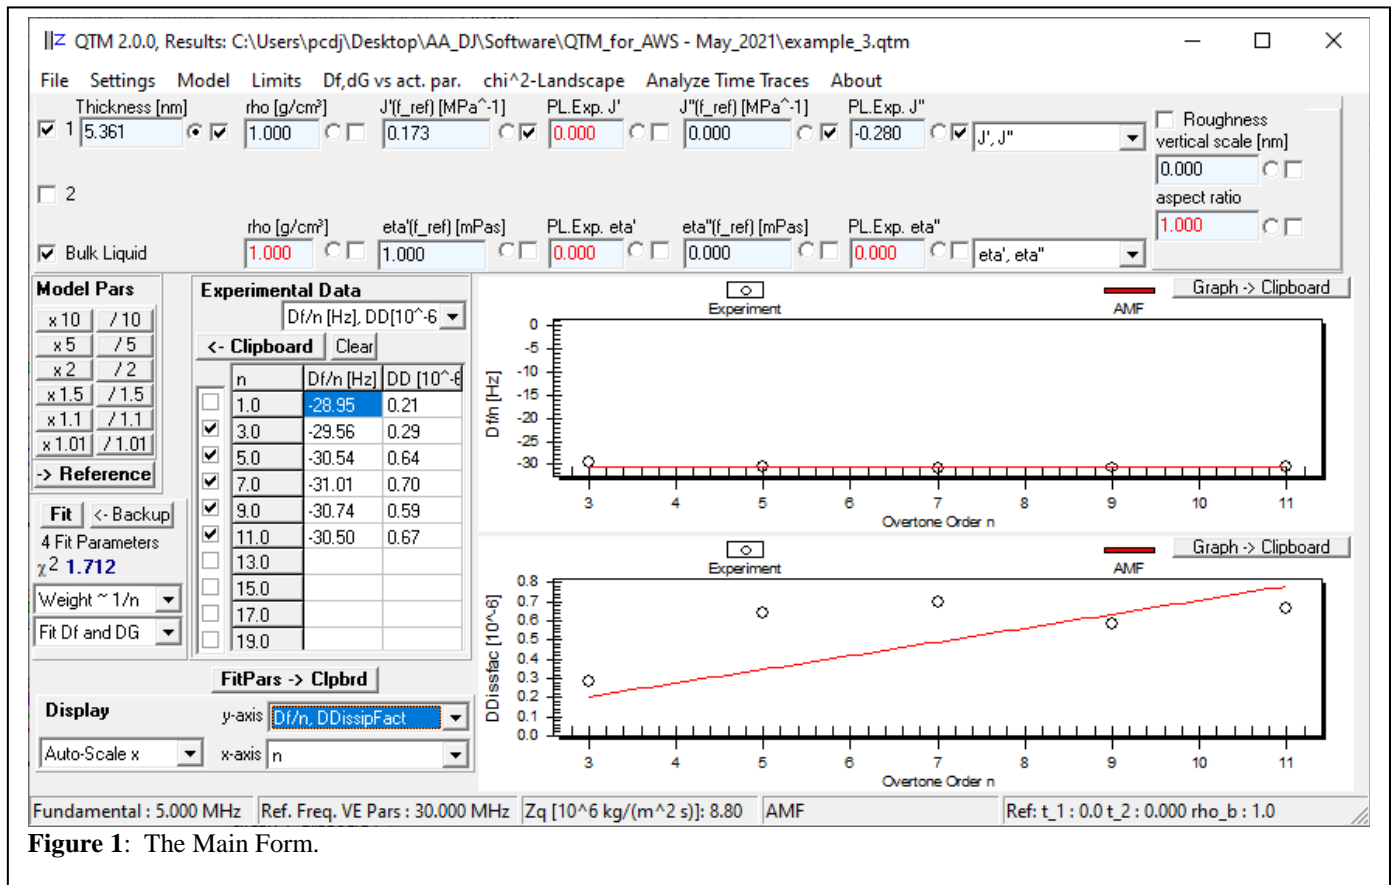 QTM 2.0.0, Results: C:\Users\pcdj\Desktop\AA_DJ\Software\QTM_for_AWS - May_2021\example_3.qtm
File Settings Model Limits Df,dG vs act. par. chi^2-Landscape Analyze Time Traces About
Thickness [nm] rho [g/cm³] J'(f_ref) [MPa^-1] PL.Exp. J' J''(f_ref) [MPa^-1] PL.Exp. J''
1 5.361 1.000 0.173 0.000 0.000 -0.280 J', J''
Roughness
vertical scale [nm]
0.000
2
aspect ratio
1.000
rho [g/cm³] eta'(f_ref) [mPas] PL.Exp. eta' eta''(f_ref) [mPas] PL.Exp. eta''
Bulk Liquid 1.000 1.000 0.000 0.000 0.000 eta', eta''
Model Pars
x 10 / 10
x 5 / 5
x 2 / 2
x 1.5 / 1.5
x 1.1 / 1.1
x 1.01 / 1.01
-> Reference
Fit <- Backup
4 Fit Parameters
χ2 1.712
Weight ~ 1/n
Fit Df and DG
Experimental Data
Df/n [Hz], DD[10^-6
<- Clipboard Clear
n Df/n [Hz] DD [10^-6
1.0 -28.95 0.21
3.0 -29.56 0.29
5.0 -30.54 0.64
7.0 -31.01 0.70
9.0 -30.74 0.59
11.0 -30.50 0.67
13.0
15.0
17.0
19.0
FitPars -> Clpbrd
Display
y-axis Df/n, DDissipFact
Auto-Scale x x-axis n
Experiment AMF Graph -> Clipboard
Df/n [Hz]
0
-5
-10
-15
-20
-25
-30
3 4 5 6 7 8 9 10 11
Overtone Order n
Experiment AMF Graph -> Clipboard
DDissfac [10^-6]
0.8
0.7
0.6
0.5
0.4
0.3
0.2
0.1
0.0
3 4 5 6 7 8 9 10 11
Overtone Order n
Fundamental : 5.000 MHz Ref. Freq. VE Pars : 30.000 MHz Zq [10^6 kg/(m^2 s)]: 8.80 AMF Ref: t_1 : 0.0 t_2 : 0.000 rho_b : 1.0
Figure 1: The Main Form.